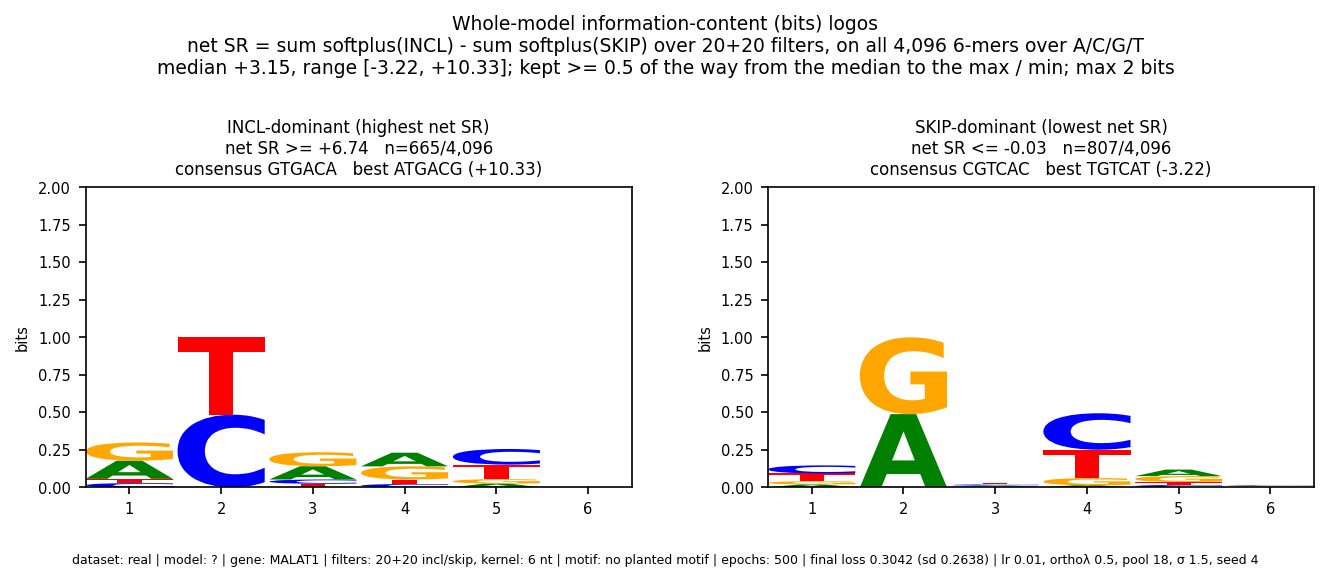 Whole-model information-content (bits) logos
net SR = sum softplus(INCL) - sum softplus(SKIP) over 20+20 filters, on all 4,096 6-mers over A/C/G/T
median +3.15, range [-3.22, +10.33]; kept >= 0.5 of the way from the median to the max / min; max 2 bits
INCL-dominant (highest net SR)
net SR >= +6.74   n=665/4,096
consensus GTGACA   best ATGACG (+10.33)
2.00
1.75
1.50
1.25
1.00
0.75
0.50
0.25
0.00
bits
1 2 3 4 5 6
SKIP-dominant (lowest net SR)
net SR <= -0.03   n=807/4,096
consensus CGTCAC   best TGTCAT (-3.22)
2.00
1.75
1.50
1.25
1.00
0.75
0.50
0.25
0.00
bits
1 2 3 4 5 6
dataset: real | model: ? | gene: MALAT1 | filters: 20+20 incl/skip, kernel: 6 nt | motif: no planted motif | epochs: 500 | final loss 0.3042 (sd 0.2638) | lr 0.01, orthoλ 0.5, pool 18, σ 1.5, seed 4